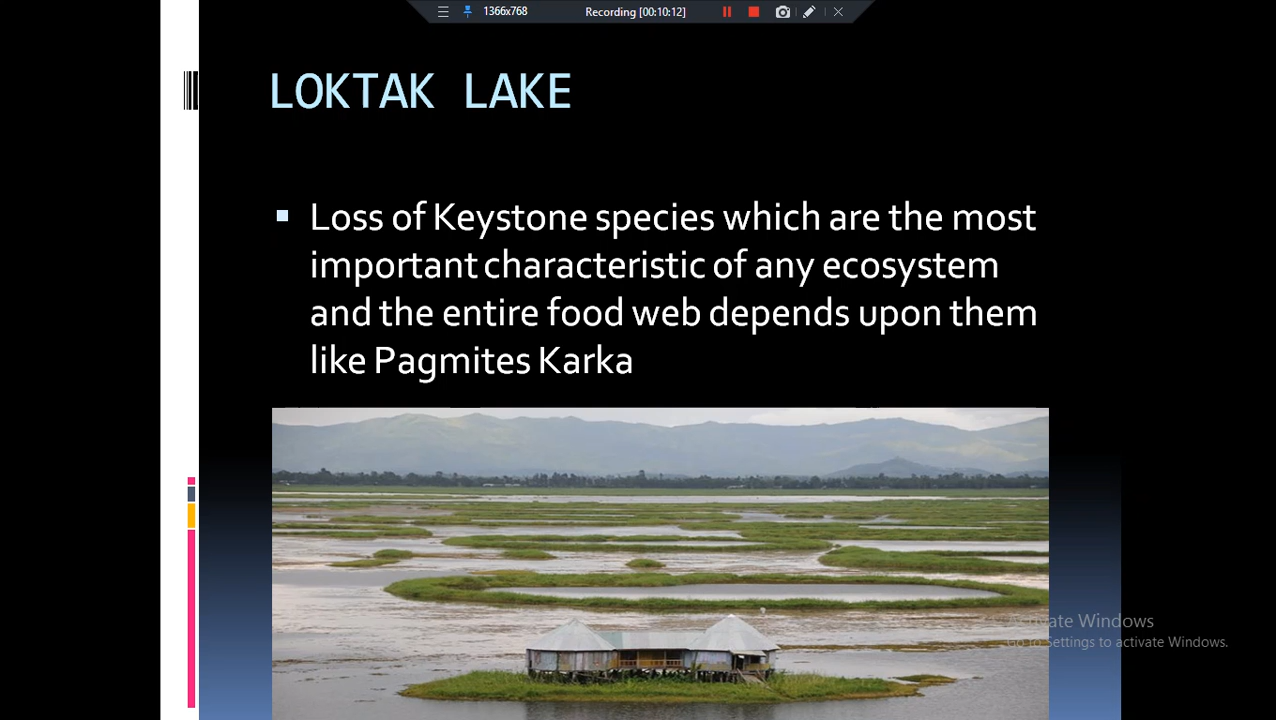 1366x768 Recording [00:10:12]
LOKTAK LAKE
Loss of Keystone species which are the most
important characteristic of any ecosystem
and the entire food web depends upon them
like Pagmites Karka
Activate Windows
Go to Settings to activate Windows.